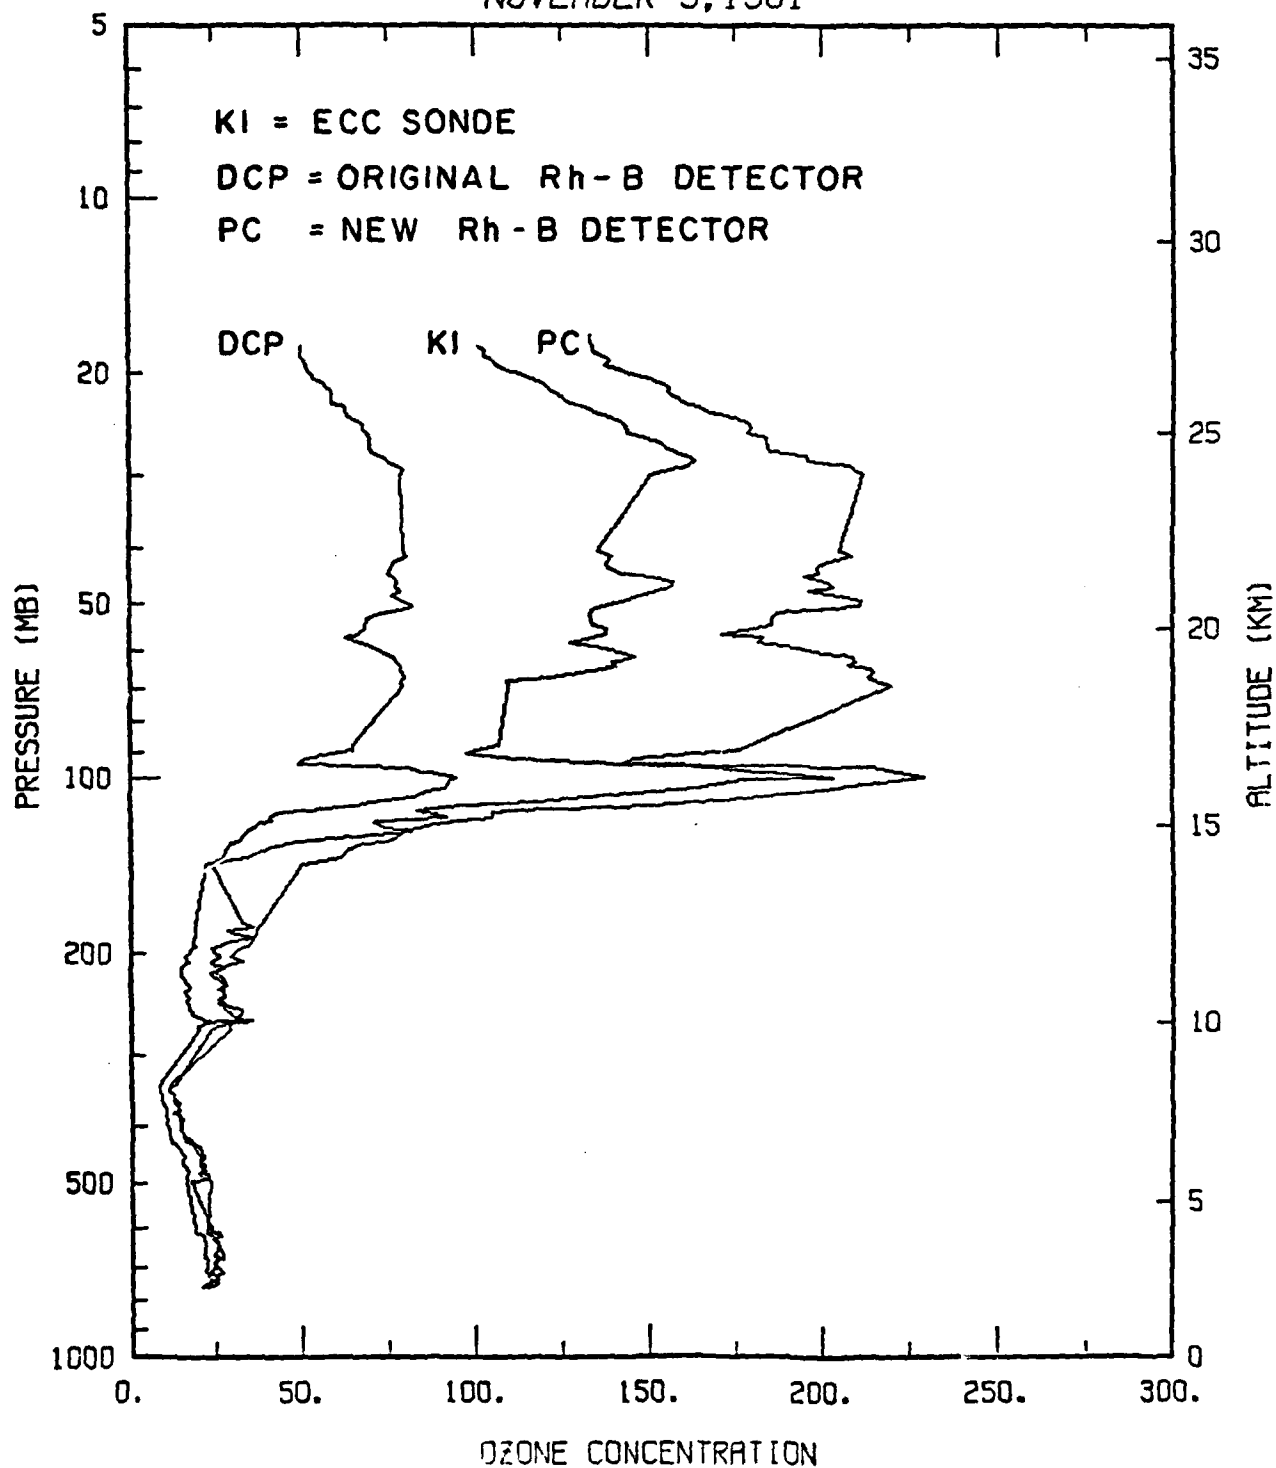 5
35
KI = ECC SONDE
DCP = ORIGINAL Rh-B DETECTOR
10
PC = NEW Rh-B DETECTOR
30
DCP KI PC
20
25
50
20
PRESSURE (MB)
ALTITUDE (KM)
100
15
200
10
500
5
1000
0
0. 50. 100. 150. 200. 250. 300.
OZONE CONCENTRATION